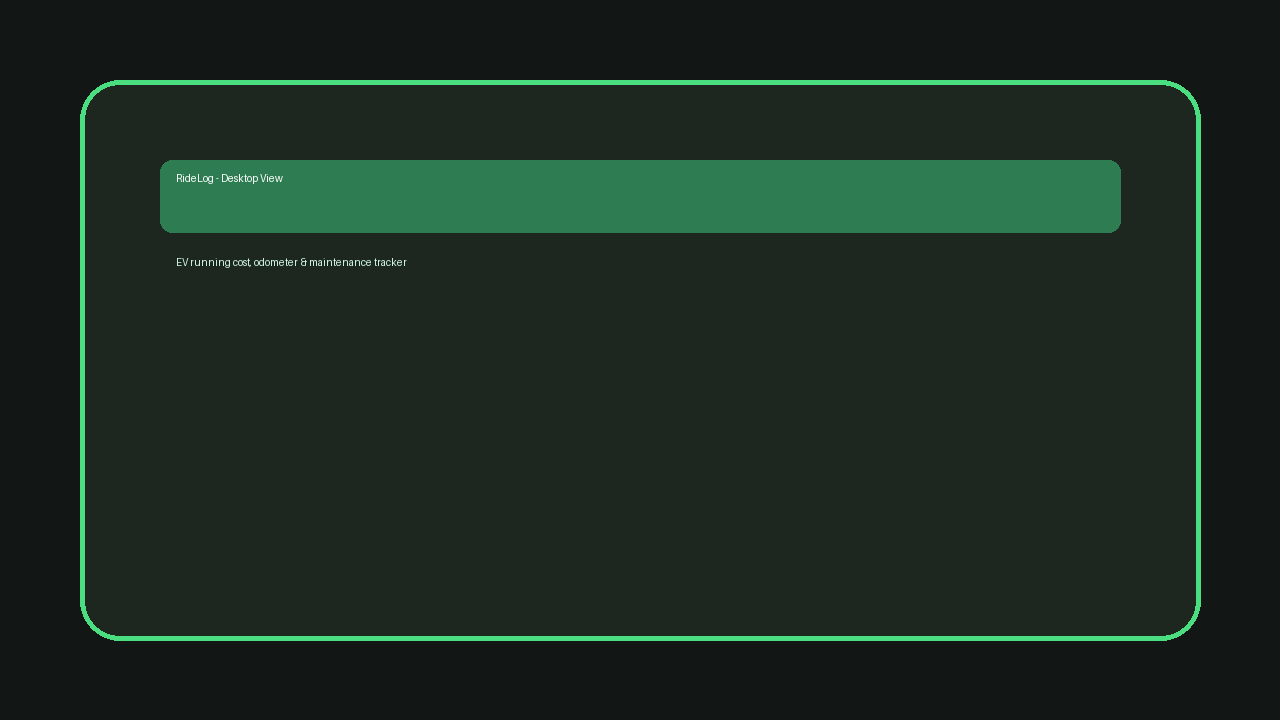 RideLog - Desktop View
EV running cost, odometer & maintenance tracker